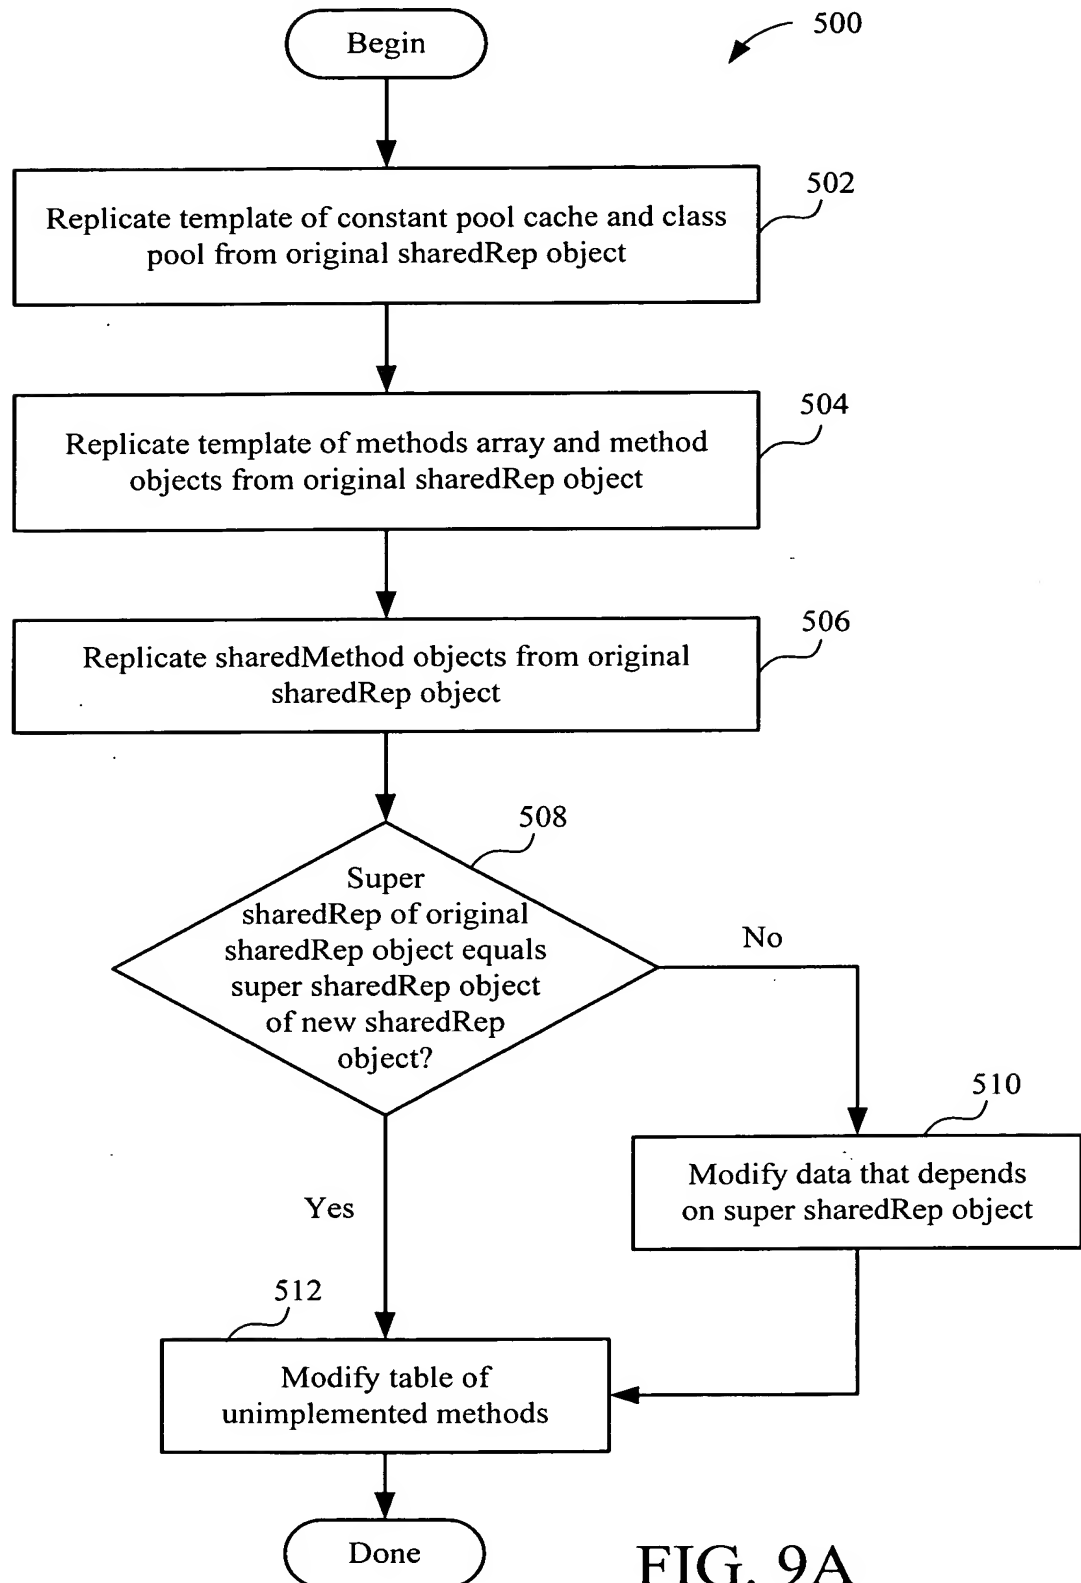 Begin
500
502
Replicate template of constant pool cache and class
pool from original sharedRep object
504
Replicate template of methods array and method
objects from original sharedRep object
506
Replicate sharedMethod objects from original
sharedRep object
508
Super
sharedRep of original
sharedRep object equals
super sharedRep object
of new sharedRep
object?
No
510
Modify data that depends
on super sharedRep object
Yes
512
Modify table of
unimplemented methods
Done
FIG. 9A